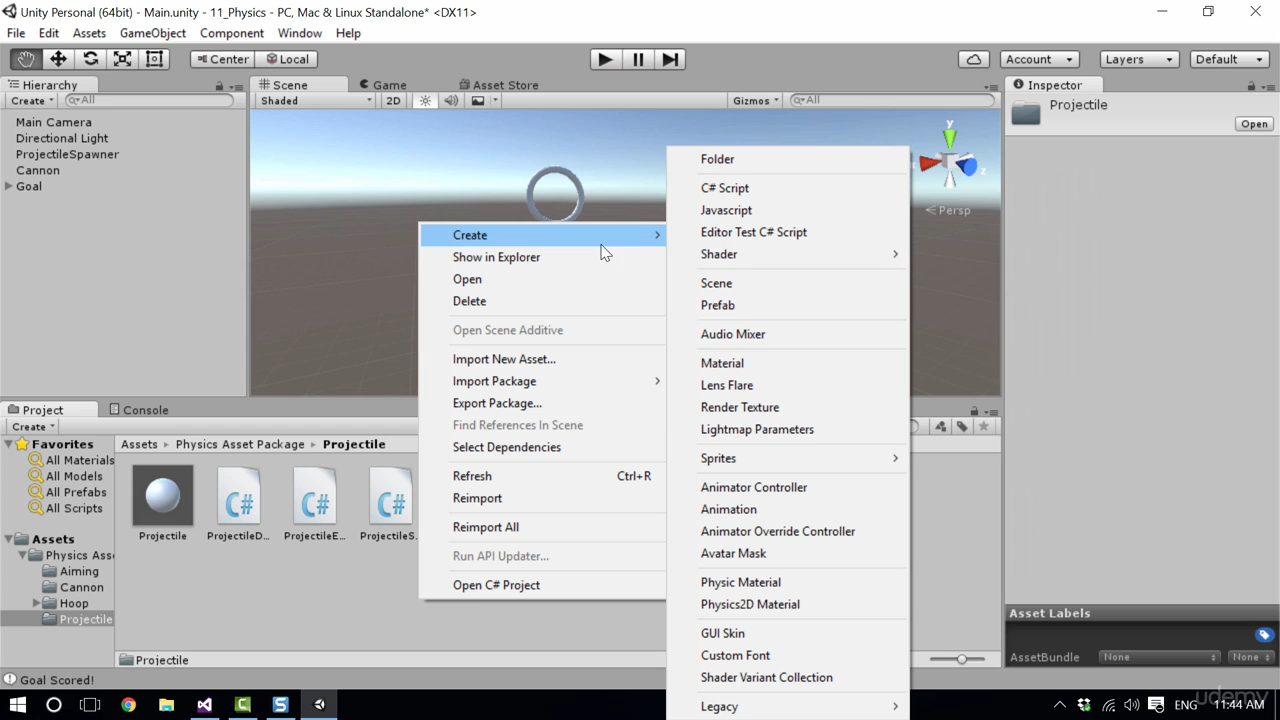 Unity Personal (64bit) - Main.unity - 11_Physics - PC, Mac & Linux Standalone* <DX11>
File Edit Assets GameObject Component Window Help
Center Local Account Layers Default
Hierarchy
Create All
Main Camera
Directional Light
ProjectileSpawner
Cannon
Goal
Scene Game Asset Store
Shaded 2D Gizmos All
y
z
Persp
Inspector
Projectile
Open
Create
Show in Explorer
Open
Delete
Open Scene Additive
Import New Asset...
Import Package
Export Package...
Find References In Scene
Select Dependencies
Refresh Ctrl+R
Reimport
Reimport All
Run API Updater...
Open C# Project
Folder
C# Script
Javascript
Editor Test C# Script
Shader
Scene
Prefab
Audio Mixer
Material
Lens Flare
Render Texture
Lightmap Parameters
Sprites
Animator Controller
Animation
Animator Override Controller
Avatar Mask
Physic Material
Physics2D Material
GUI Skin
Custom Font
Shader Variant Collection
Legacy
Project Console
Create
Favorites
All Materials
All Models
All Prefabs
All Scripts
Assets
Physics Ass
Aiming
Cannon
Hoop
Projectile
Assets Physics Asset Package Projectile
C# C# C#
Projectile ProjectileD... ProjectileE... ProjectileS...
Projectile
Asset Labels
AssetBundle None None
Goal Scored!
udemy
ENG 11:44 AM